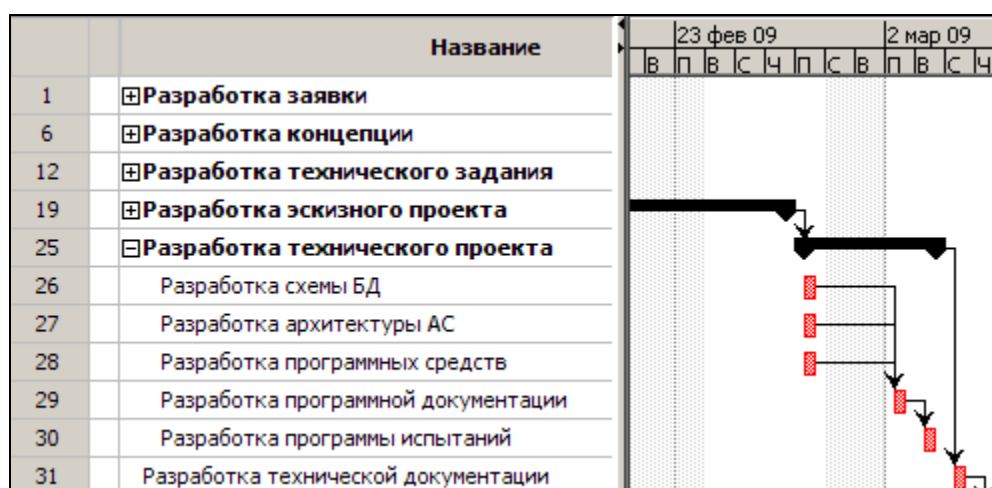 Название
23 фев 09 2 мар 09
В П В С Ч П С В П В С Ч
1 Разработка заявки
6 Разработка концепции
12 Разработка технического задания
19 Разработка эскизного проекта
25 Разработка технического проекта
26 Разработка схемы БД
27 Разработка архитектуры АС
28 Разработка программных средств
29 Разработка программной документации
30 Разработка программы испытаний
31 Разработка технической документации